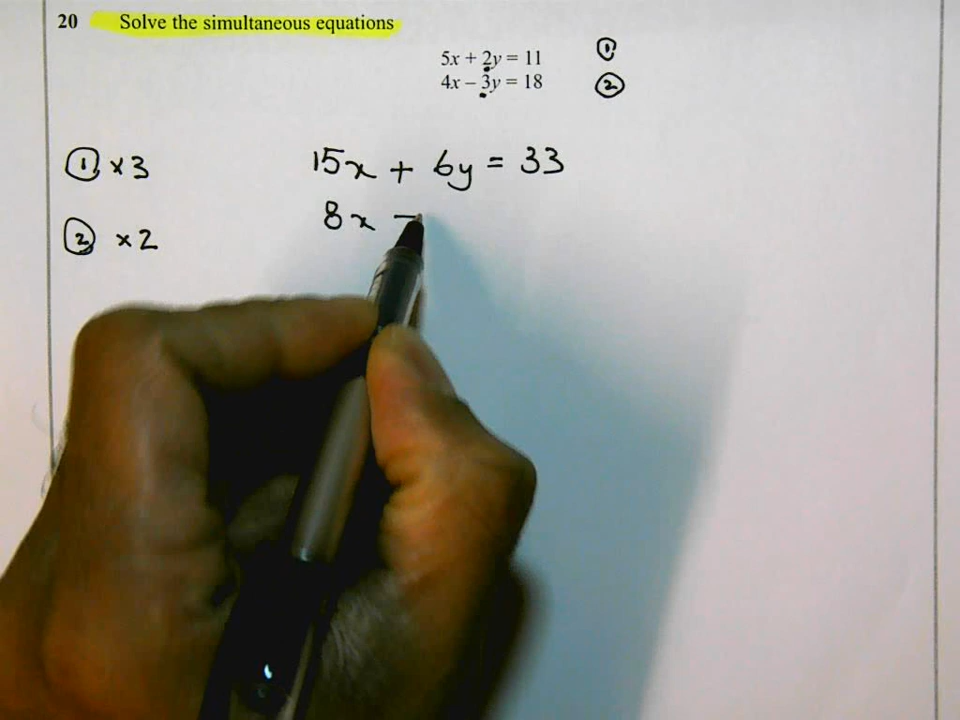 20 Solve the simultaneous equations
5x + 2y = 11 ①
4x – 3y = 18 ②
① × 3 15x + 6y = 33
② × 2 8x –